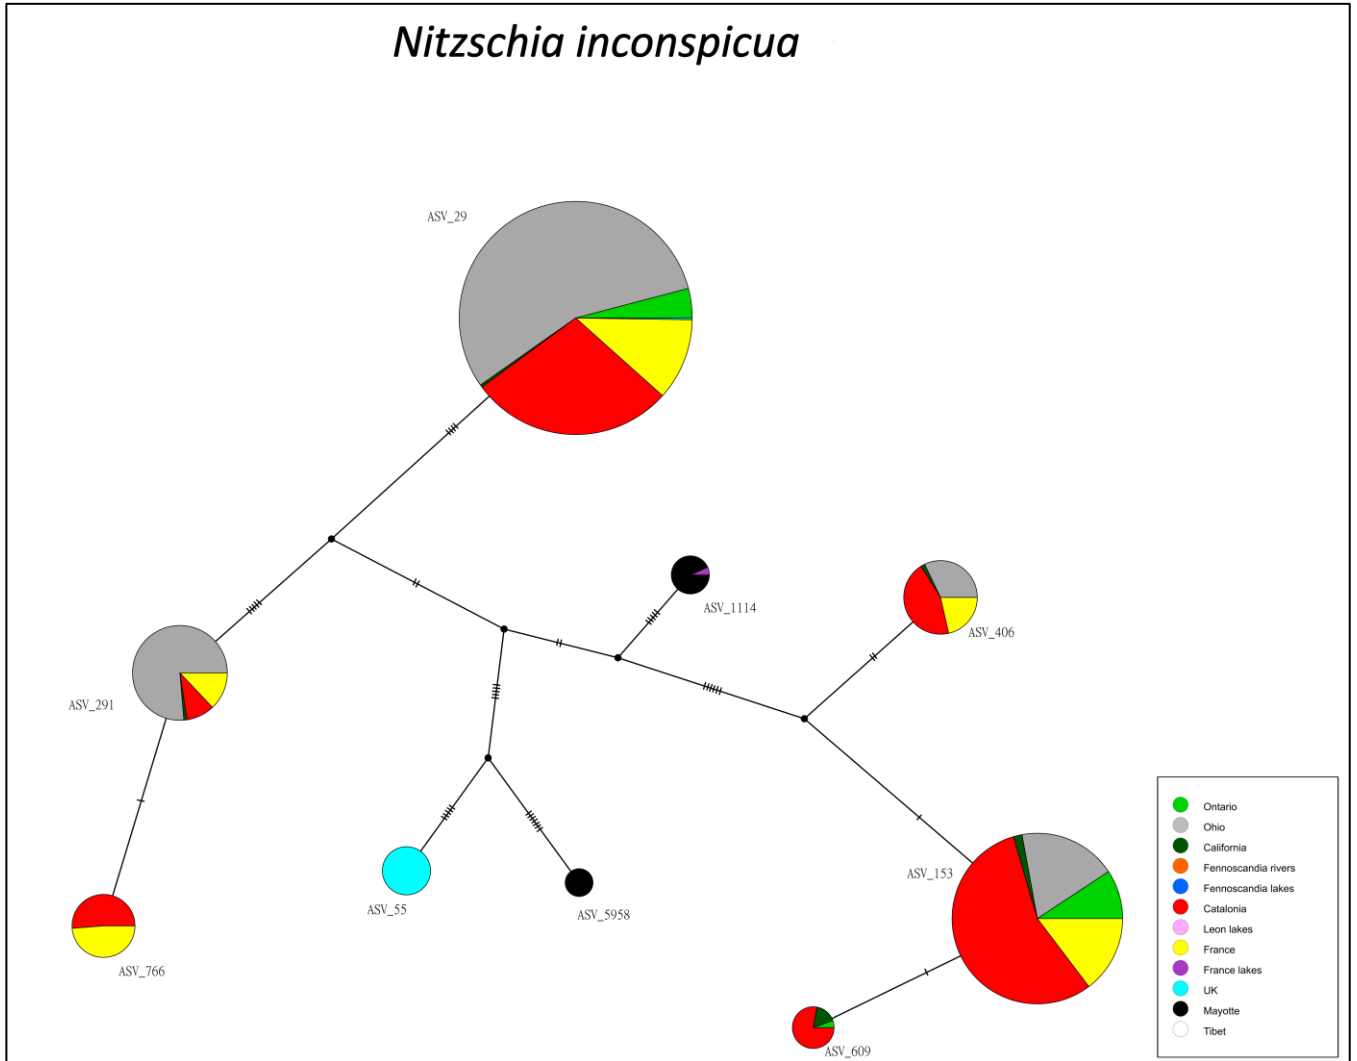 Nitzschia inconspicua
ASV_29
ASV_1114
ASV_406
ASV_291
ASV_153
ASV_55
ASV_5958
ASV_766
ASV_609
Ontario
Ohio
California
Fennoscandia rivers
Fennoscandia lakes
Catalonia
Leon lakes
France
France lakes
UK
Mayotte
Tibet